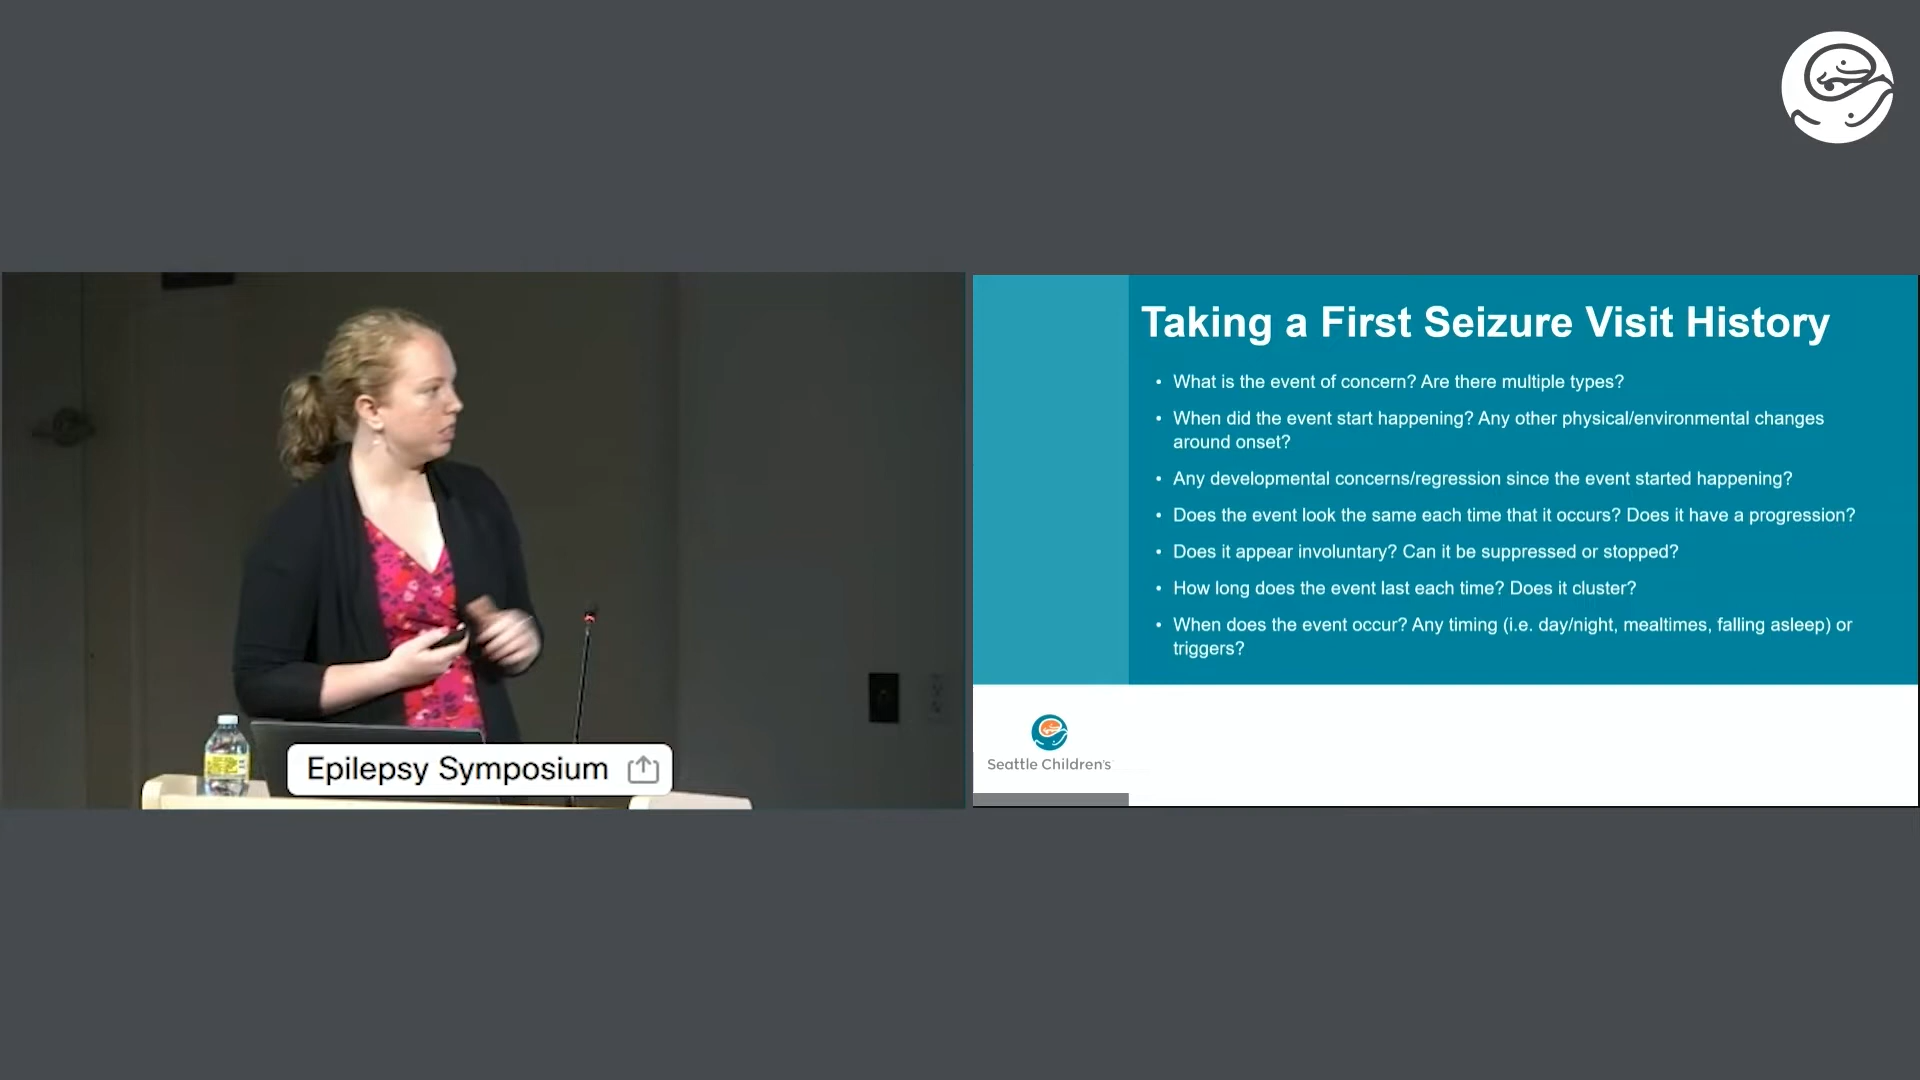 Epilepsy Symposium
Taking a First Seizure Visit History
• What is the event of concern? Are there multiple types?
• When did the event start happening? Any other physical/environmental changes
around onset?
• Any developmental concerns/regression since the event started happening?
• Does the event look the same each time that it occurs? Does it have a progression?
• Does it appear involuntary? Can it be suppressed or stopped?
• How long does the event last each time? Does it cluster?
• When does the event occur? Any timing (i.e. day/night, mealtimes, falling asleep) or
triggers?
Seattle Children's